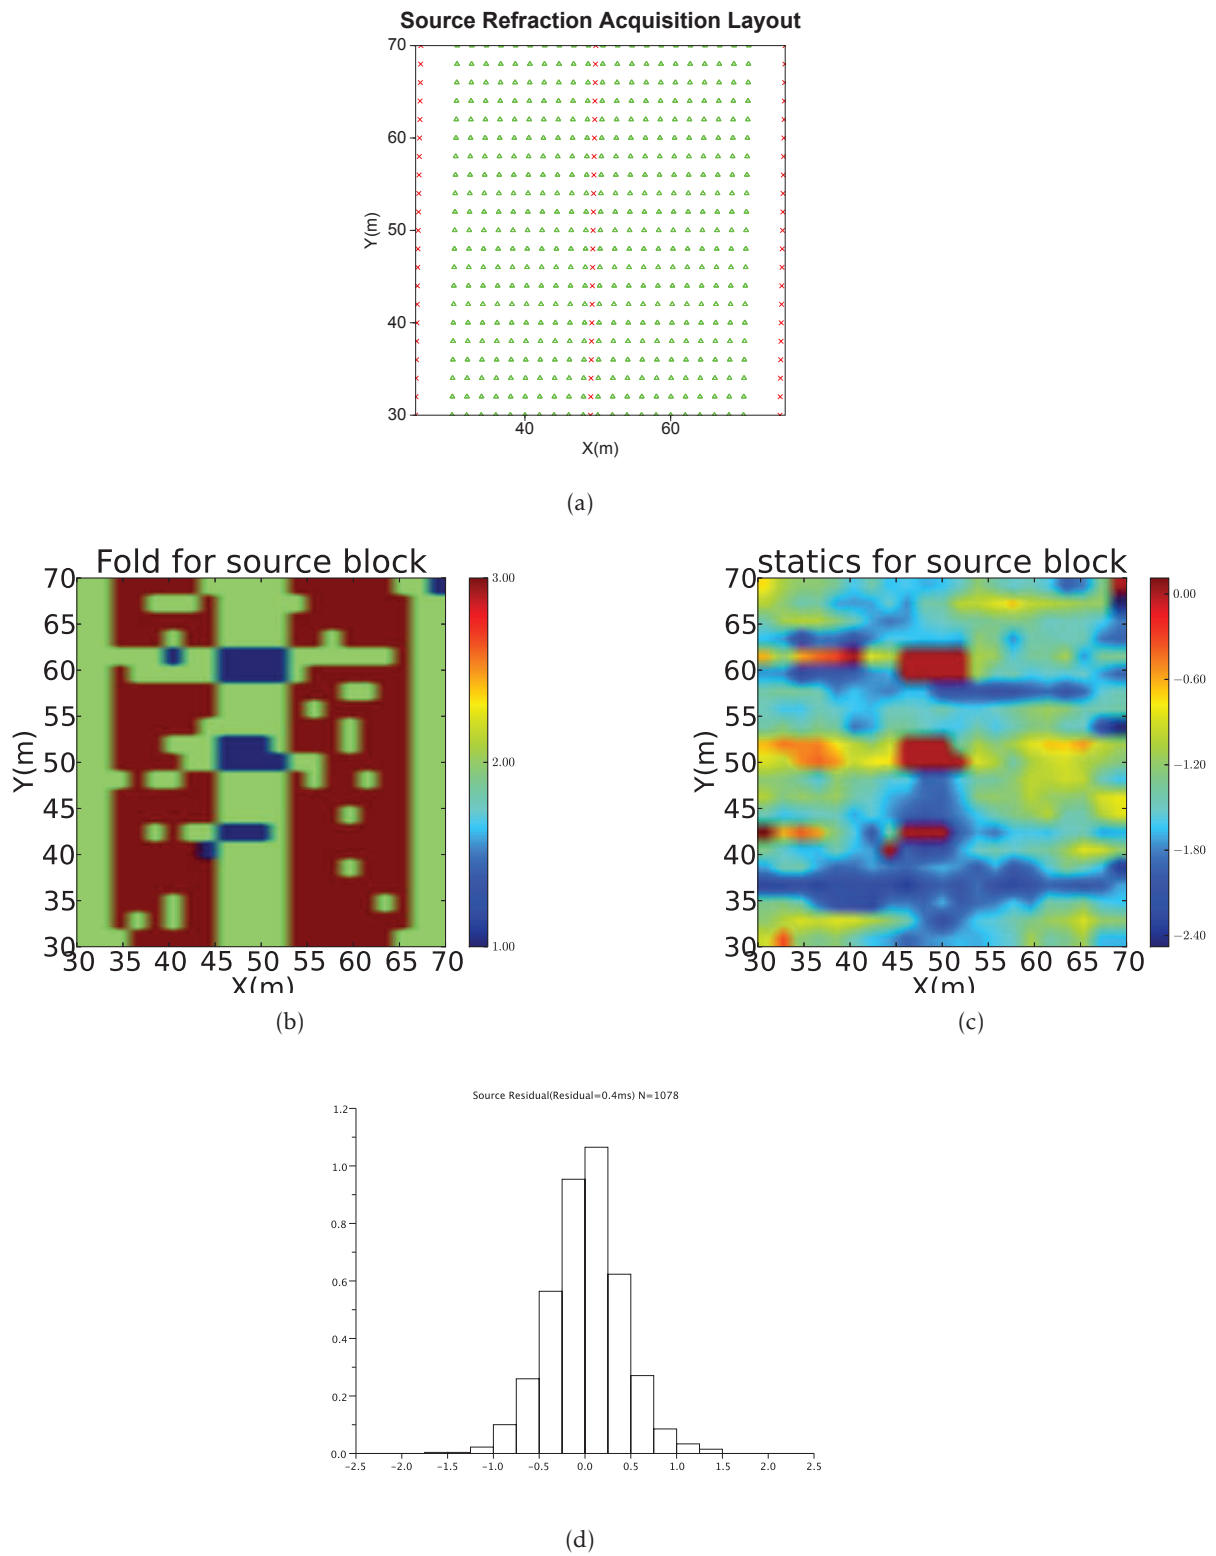 Source Refraction Acquisition Layout
70
60
50
40
30
Y(m)
40 60
X(m)
(a)
Fold for source block
70
65
60
55
50
45
40
35
30
Y(m)
30 35 40 45 50 55 60 65 70
X(m)
3.00
2.00
1.00
(b)
statics for source block
70
65
60
55
50
45
40
35
30
Y(m)
30 35 40 45 50 55 60 65 70
X(m)
0.00
−0.60
−1.20
−1.80
−2.40
(c)
Source Residual(Residual=0.4ms) N=1078
1.2
1.0
0.8
0.6
0.4
0.2
0.0
−2.5 −2.0 −1.5 −1.0 −0.5 0.0 0.5 1.0 1.5 2.0 2.5
(d)